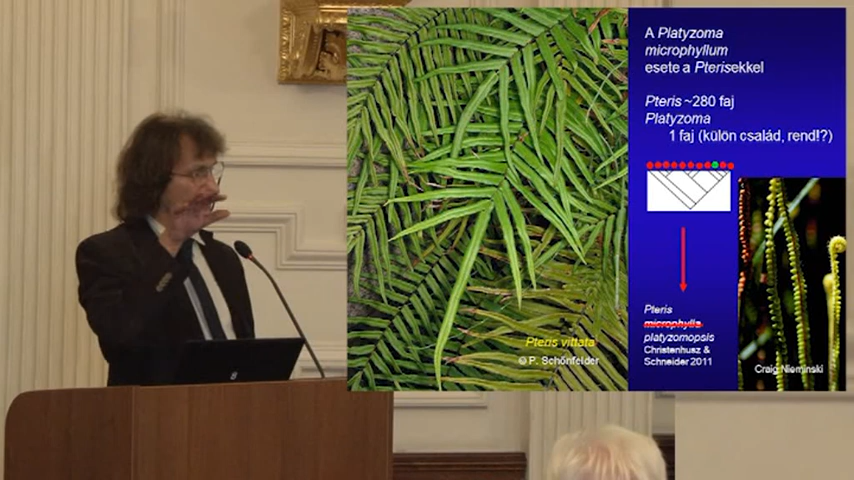 A Platyzoma
microphyllum
esete a Pterisekkel
Pteris ~280 faj
Platyzoma
1 faj (külön család, rend!?)
Pteris
microphylla
platyzomopsis
Christenhusz &
Schneider 2011
Pteris vittata
© P. Schönfelder
Craig Nieminski